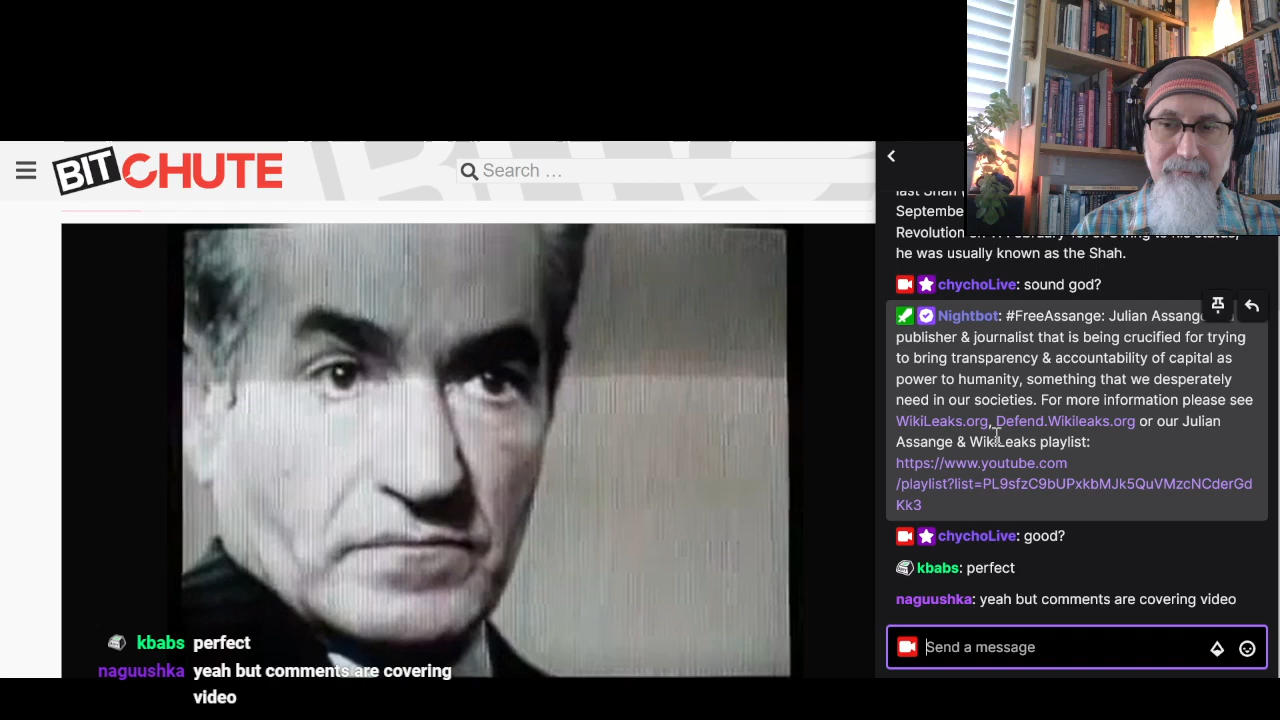 BITCHUTE
Search ...
he was usually known as the Shah.
chychoLive: sound god?
Nightbot: #FreeAssange: Julian Assange
publisher & journalist that is being crucified for trying
to bring transparency & accountability of capital as
power to humanity, something that we desperately
need in our societies. For more information please see
WikiLeaks.org, Defend.Wikileaks.org or our Julian
Assange & WikiLeaks playlist:
https://www.youtube.com
/playlist?list=PL9sfzC9bUPxkbMJk5QuVMzcNCderGd
Kk3
chychoLive: good?
kbabs: perfect
naguushka: yeah but comments are covering video
Send a message
kbabs perfect
naguushka yeah but comments are covering
video